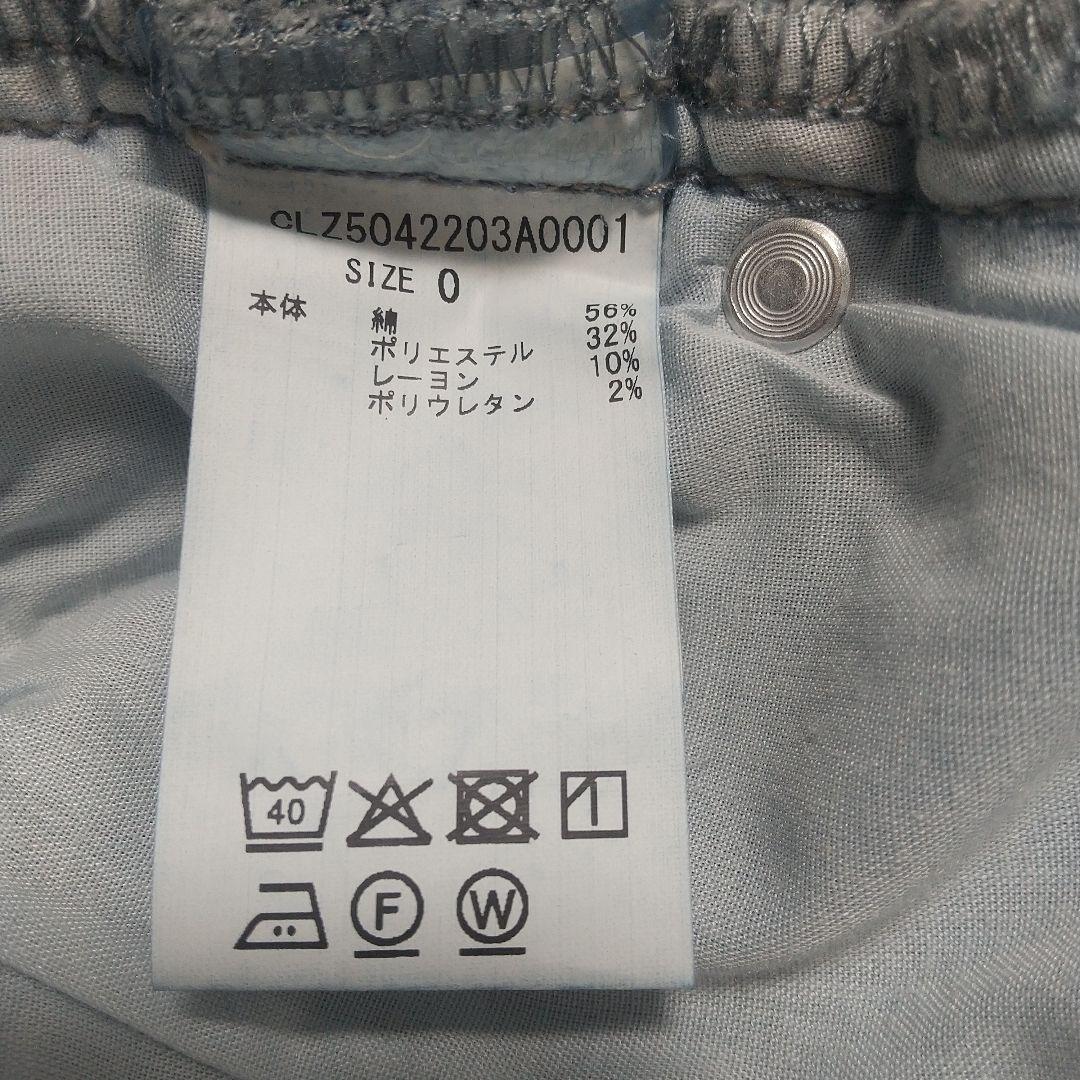 CLZ5042203A0001
SIZE 0
本体 綿 56%
ポリエステル 32%
レーヨン 10%
ポリウレタン 2%
40
F W